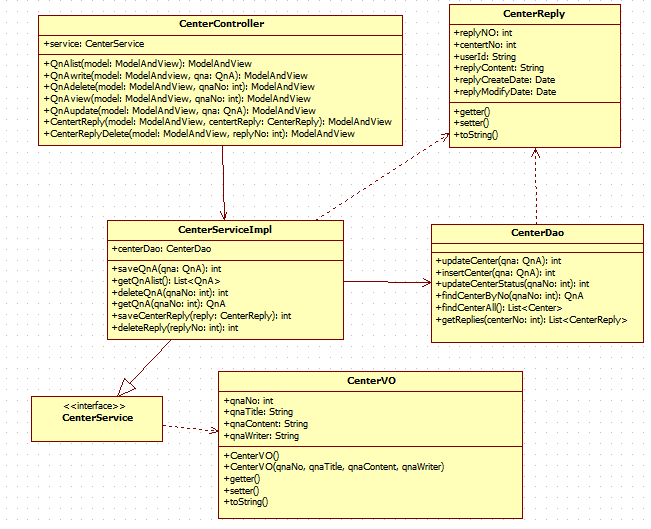 CenterController
+service: CenterService
+QnAlist(model: ModelAndView): ModelAndView
+QnAwrite(model: ModelAndview, qna: QnA): ModelAndView
+QnAdelete(model: ModelAndView, qnaNo: int): ModelAndView
+QnAview(model: ModelAndView, qnaNo: int): ModelAndView
+QnAupdate(model: ModelAndView, qna: QnA): ModelAndView
+CentertReply(model: ModelAndView, centertReply: CenterReply): ModelAndView
+CenterReplyDelete(model: ModelAndView, replyNo: int): ModelAndView
CenterReply
+replyNO: int
+centertNo: int
+userId: String
+replyContent: String
+replyCreateDate: Date
+replyModifyDate: Date
+getter()
+setter()
+toString()
CenterServiceImpl
+centerDao: CenterDao
+saveQnA(qna: QnA): int
+getQnAlist(): List<QnA>
+deleteQnA(qnaNo: int): int
+getQnA(qnaNo: int): QnA
+saveCenterReply(reply: CenterReply): int
+deleteReply(replyNo: int): int
CenterDao
+updateCenter(qna: QnA): int
+insertCenter(qna: QnA): int
+updateCenterStatus(qnaNo: int): int
+findCenterByNo(qnaNo: int): QnA
+findCenterAll(): List<Center>
+getReplies(centerNo: int): List<CenterReply>
<<interface>>
CenterService
CenterVO
+qnaNo: int
+qnaTitle: String
+qnaContent: String
+qnaWriter: String
+CenterVO()
+CenterVO(qnaNo, qnaTitle, qnaContent, qnaWriter)
+getter()
+setter()
+toString()